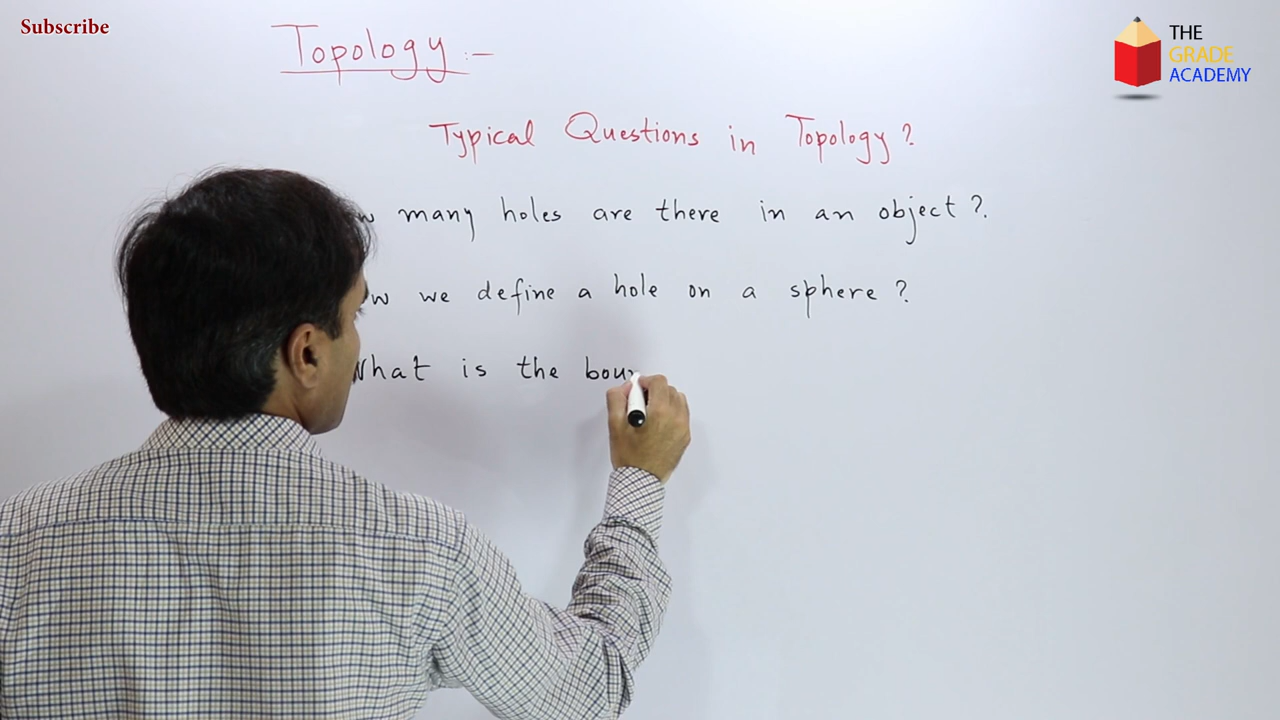 Subscribe
Topology :-
THE
GRADE
ACADEMY
Typical Questions in Topology ?
many holes are there in an object ?.
we define a hole on a sphere ?
What is the